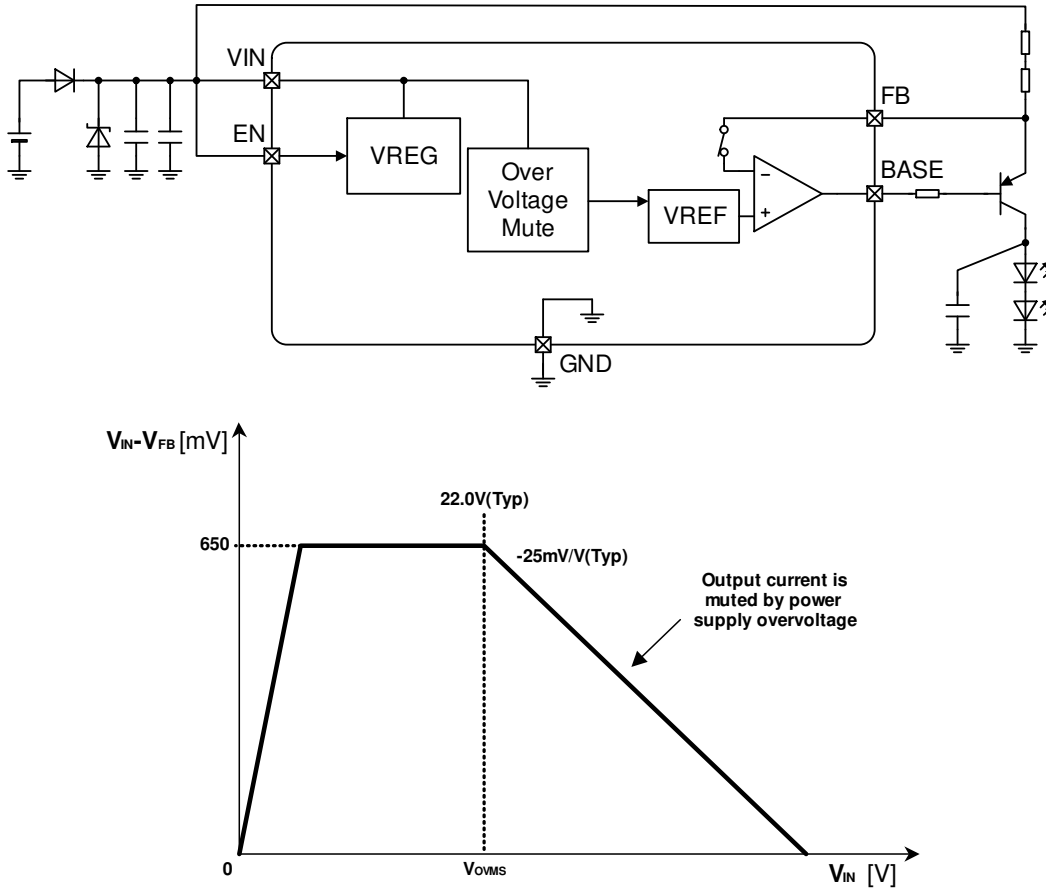 VIN
FB
EN
VREG
BASE
Over
Voltage
Mute
VREF
−
+
GND
VIN-VFB [mV]
22.0V(Typ)
650
-25mV/V(Typ)
Output current is
muted by power
supply overvoltage
0
VOVMS
VIN [V]